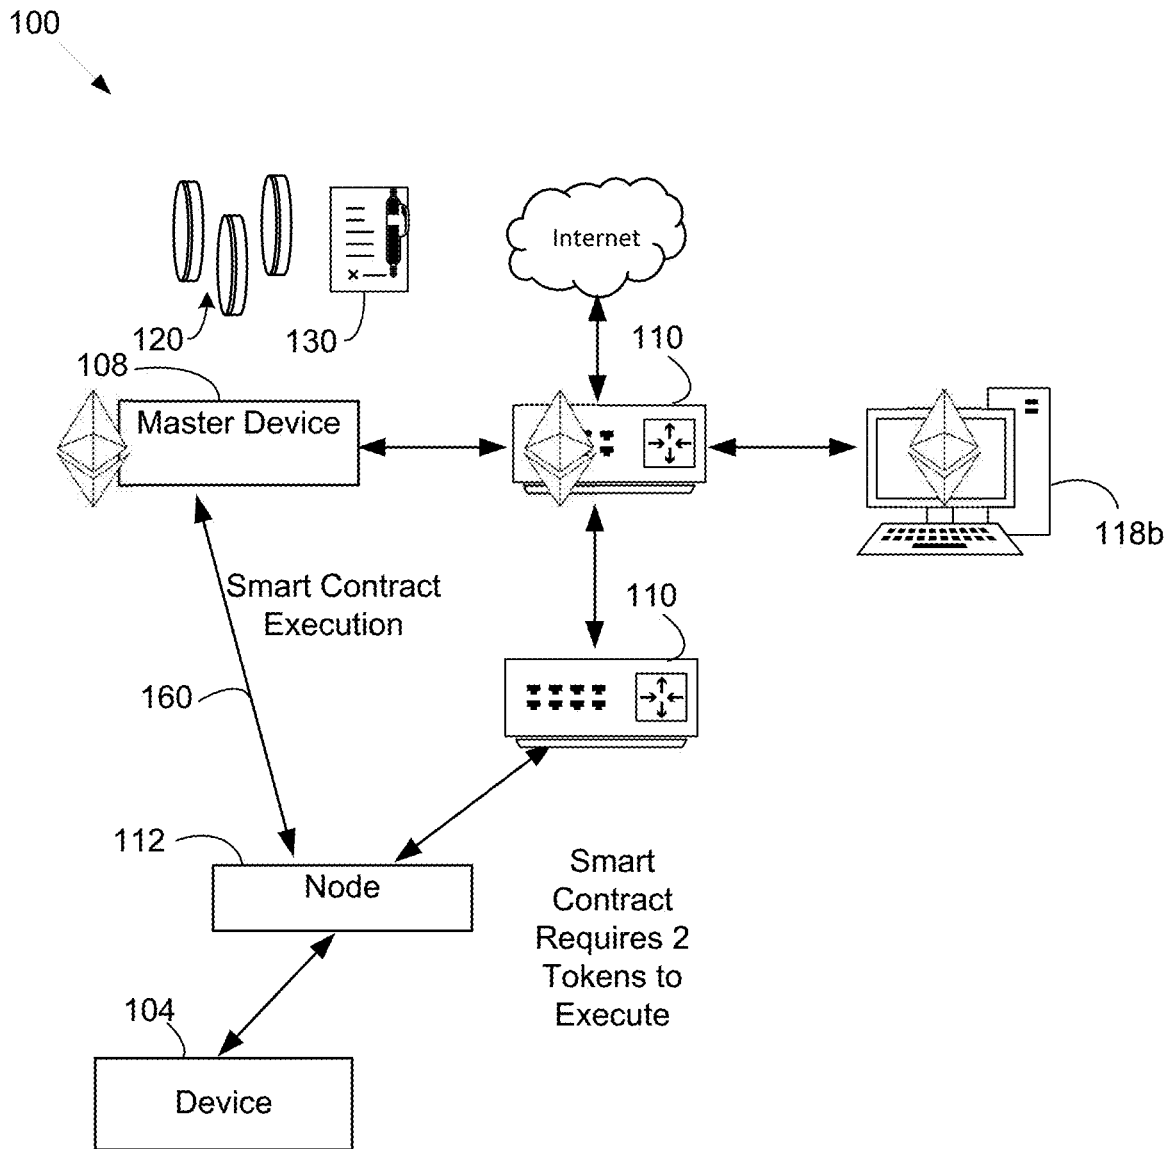 100
Internet
120
130
110
108
Master Device
118b
Smart Contract
Execution
110
160
112
Node
Smart
Contract
Requires 2
Tokens to
Execute
104
Device